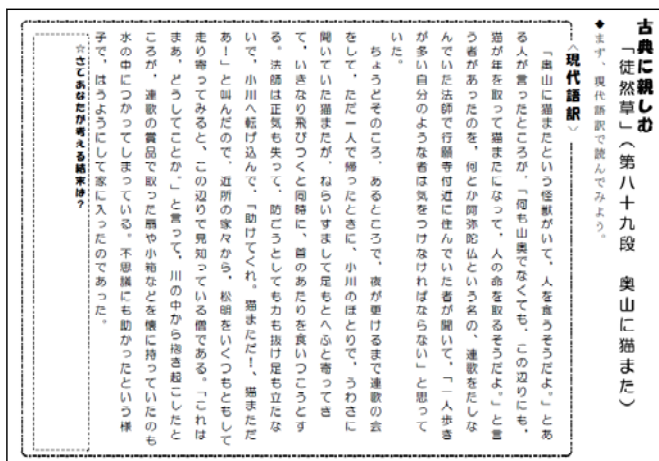 古典に親しむ
「徒然草」(第八十九段　奥山に猫また)
◆まず、現代語訳で読んでみよう。
〈現代語訳〉
「奥山に猫またという怪獣がいて、人を食うそうだよ。」とあ
る人が言ったところが、「何も山奥でなくても、この辺りにも、
猫が年を取って猫またになって、人の命を取るそうだよ。」と言
う者があったのを、何とか阿弥陀仏という名の、連歌をたしな
んでいた法師で行願寺付近に住んでいた者が聞いて、「一人歩き
が多い自分のような者は気をつけなければならない」と思って
いた。
ちょうどそのころ、あるところで、夜が更けるまで連歌の会
をして、ただ一人で帰ったときに、小川のほとりで、うわさに
聞いていた猫またが、ねらいすまして足もとへふと寄ってき
て、いきなり飛びつくと同時に、首のあたりを食いつこうとす
る。法師は正気も失って、防ごうとしても力も抜け足も立たな
いで、小川へ転げ込んで、「助けてくれ。猫まただ！、猫まただ
あ！」と叫んだので、近所の家々から、松明をいくつもともして
走り寄ってみると、この辺りで見知っている僧である。「これは
まあ、どうしてことか。」と言って、川の中から抱き起こしたと
ころが、連歌の賞品で取った扇や小箱などを懐に持っていたのも
水の中につかってしまっている。不思議にも助かったという様
子で、はうようにして家に入ったのであった。
☆さてあなたが考える結末は？